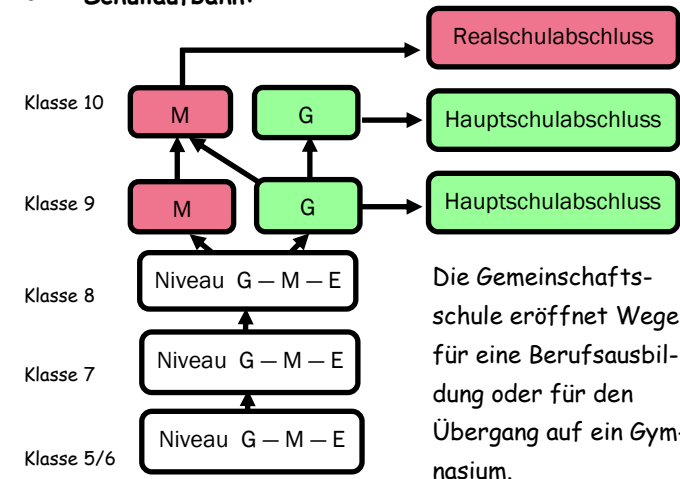 Schullaufbahn:
Realschulabschluss
Klasse 10
M
G
Hauptschulabschluss
Klasse 9
M
G
Hauptschulabschluss
Klasse 8
Niveau G — M — E
Klasse 7
Niveau G — M — E
Klasse 5/6
Niveau G — M — E
Die Gemeinschafts-
schule eröffnet Wege
für eine Berufsausbil-
dung oder für den
Übergang auf ein Gym-
nasium.